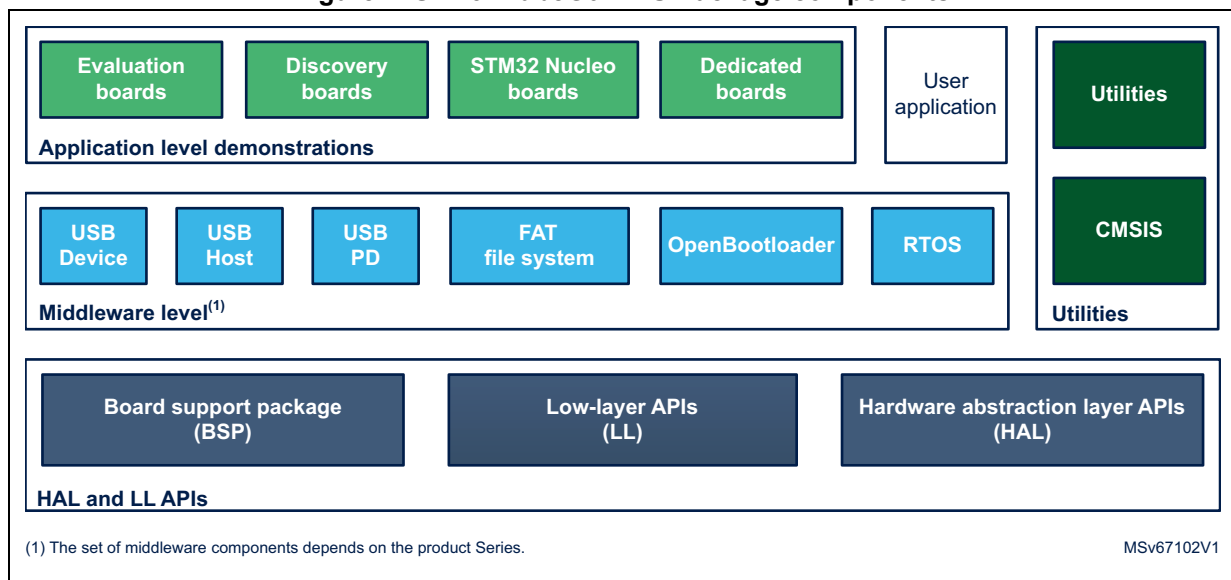 Evaluation
boards
Discovery
boards
STM32 Nucleo
boards
Dedicated
boards
Application level demonstrations
User
application
Utilities
CMSIS
Utilities
USB
Device
USB
Host
USB
PD
FAT
file system
OpenBootloader
RTOS
Middleware level(1)
Board support package
(BSP)
Low-layer APIs
(LL)
Hardware abstraction layer APIs
(HAL)
HAL and LL APIs
(1) The set of middleware components depends on the product Series.
MSv67102V1